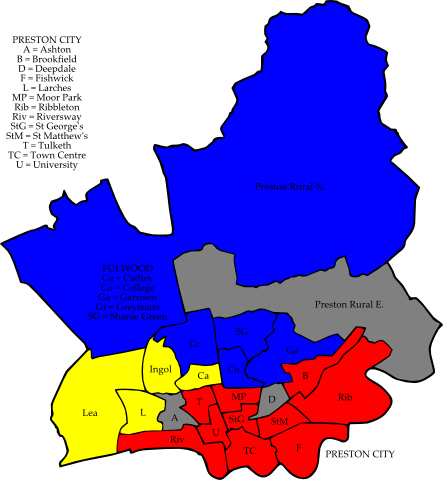 PRESTON CITY
A = Ashton
B = Brookfield
D = Deepdale
F = Fishwick
L = Larches
MP = Moor Park
Rib = Ribbleton
Riv = Riversway
StG = St George's
StM = St Matthew's
T = Tulketh
TC = Town Centre
U = University
Preston Rural N.
FULWOOD
Ca = Cadley
Co = College
Ga = Garrison
Gr = Greyfriars
SG = Sharoe Green
Preston Rural E.
SG
Gr
Ga
Ingol
Ca
Co
B
Lea
L
A
T
MP
D
Rib
StG
StM
U
Riv
TC
F
PRESTON CITY